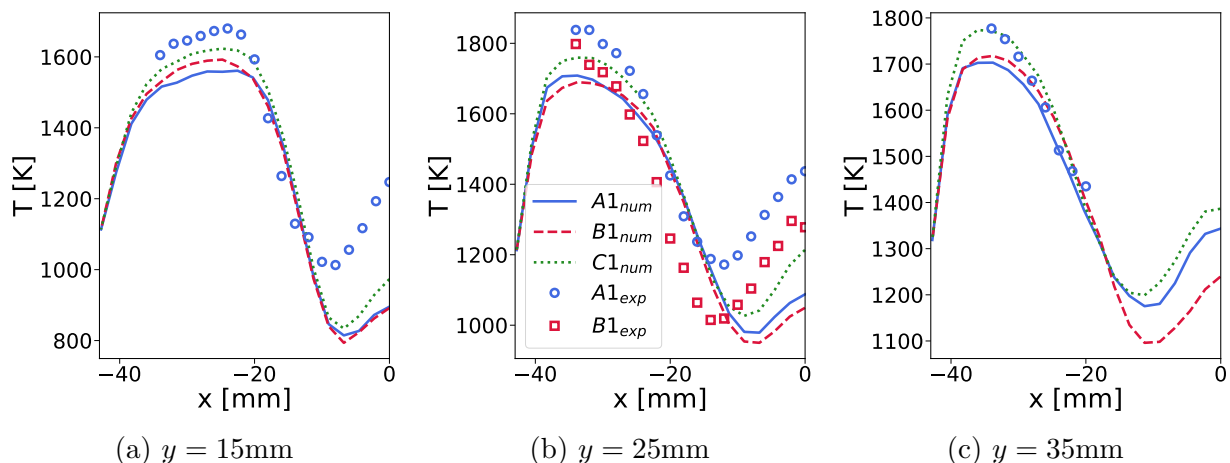 T [K]
1600
1400
1200
1000
800
−40
−20
0
x [mm]
(a) y = 15mm
T [K]
1800
1600
1400
1200
1000
A1num
B1num
C1num
A1exp
B1exp
−40
−20
0
x [mm]
(b) y = 25mm
T [K]
1800
1700
1600
1500
1400
1300
1200
1100
−40
−20
0
x [mm]
(c) y = 35mm